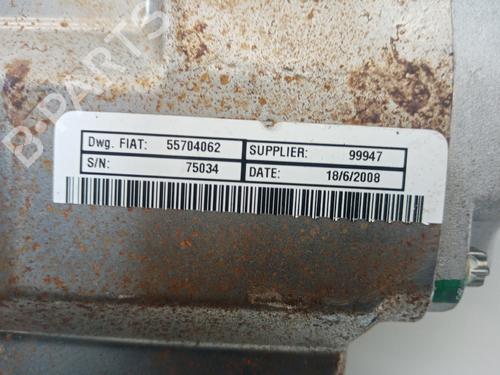 B-PARTS
Dwg. FIAT: 55704062 SUPPLIER: 99947
S/N: 75034 DATE: 18/6/2008